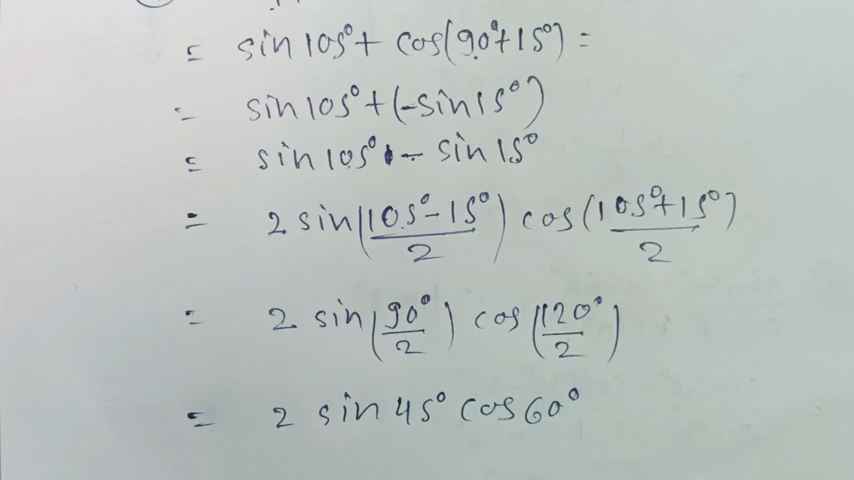 = sin 105° + cos(90° + 15°) =
= sin 105° + (-sin 15°)
= sin 105° - sin 15°
= 2 sin((105° - 15°)/2) cos((105° + 15°)/2)
= 2 sin(90°/2) cos(120°/2)
= 2 sin 45° cos 60°